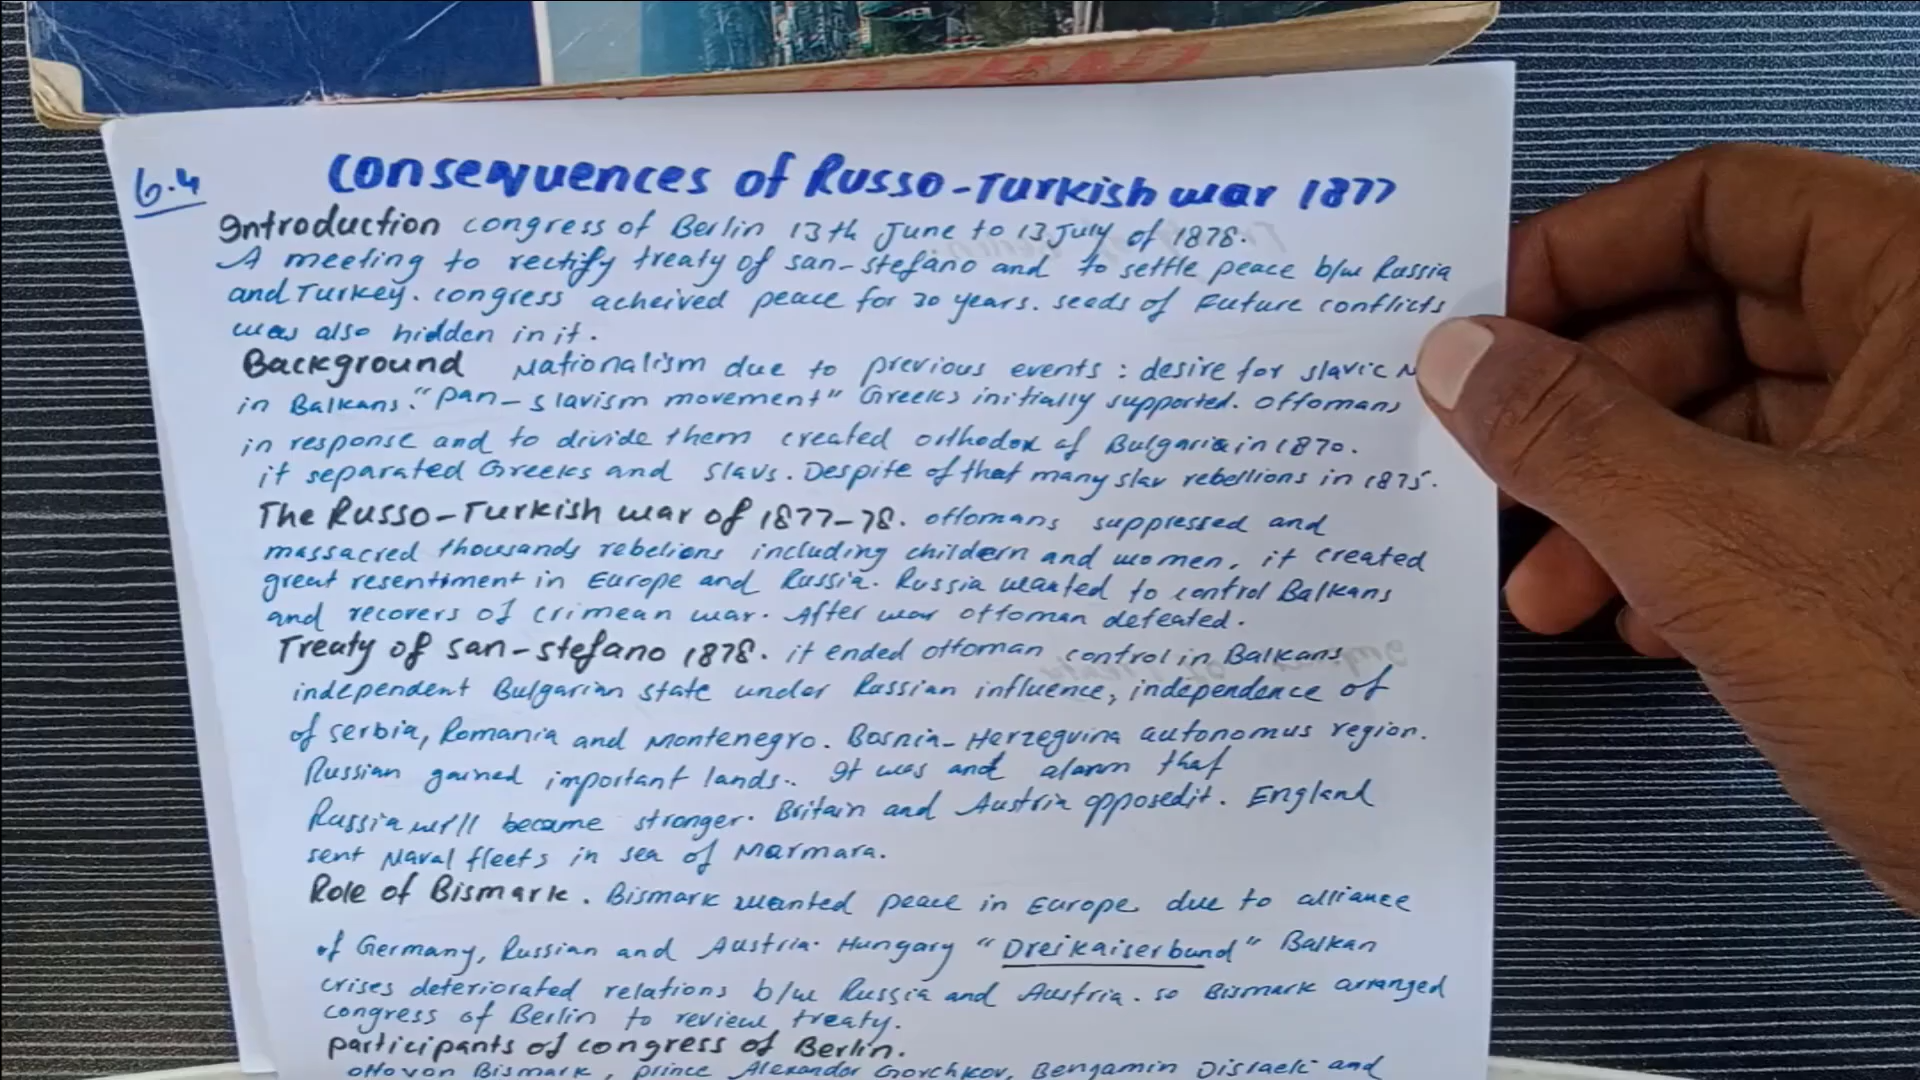 6.4
Consequences of Russo-Turkish war 1877
Introduction congress of Berlin 13th June to 13 July of 1878.
A meeting to rectify treaty of san-stefano and to settle peace b/w Russia
and Turkey. congress acheived peace for 30 years. seeds of Future conflicts
was also hidden in it.
Background Nationalism due to previous events : desire for slavic
in Balkans. "pan-slavism movement" Greeks initially supported. Ottomans
in response and to divide them created orthodox of Bulgaria in 1870.
it separated Greeks and slavs. Despite of that many slav rebellions in 1875.
The Russo-Turkish war of 1877-78. ottomans suppressed and
massacred thousands rebelions including childern and women, it created
great resentiment in Europe and Russia. Russia wanted to control Balkans
and recovers of crimean war. After war ottoman defeated.
Treaty of san-stefano 1878. it ended ottoman control in Balkans
independent Bulgarian state under Russian influence, independence of
of serbia, Romania and Montenegro. Bosnia-Herzeguina autonomus region.
Russian gained important lands.. It was and alarm that
Russia will became stronger. Britain and Austria opposedit. England
sent Naval fleets in sea of Marmara.
Role of Bismark. Bismark wanted peace in Europe due to alliance
of Germany, Russian and Austria-Hungary "Dreikaiserbund" Balkan
crises deteriorated relations b/w Russia and Austria. so Bismark arranged
congress of Berlin to review treaty.
participants of congress of Berlin.
otto von Bismark, prince Alexander Gorchkov, Bengamin Disraeli and